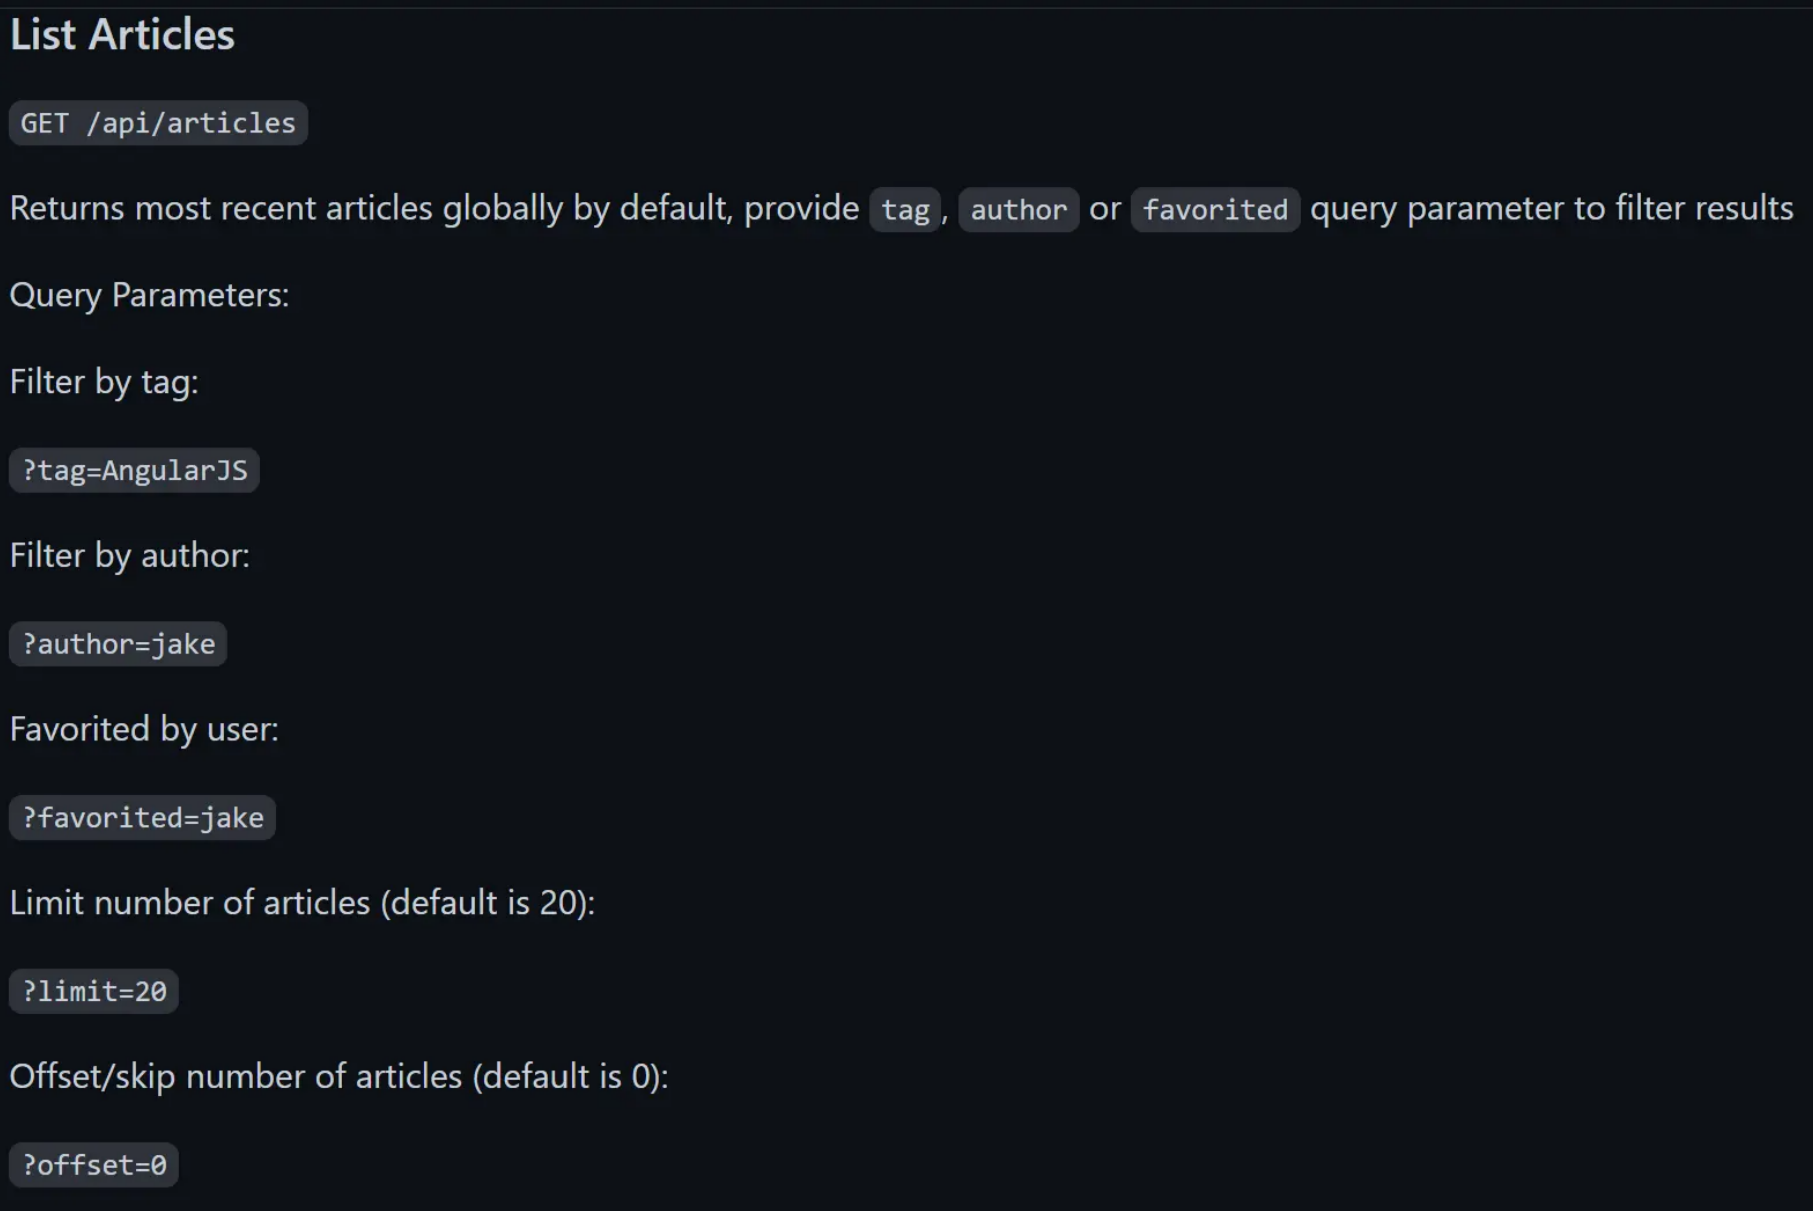 List Articles
GET /api/articles
Returns most recent articles globally by default, provide tag, author or favorited query parameter to filter results
Query Parameters:
Filter by tag:
?tag=AngularJS
Filter by author:
?author=jake
Favorited by user:
?favorited=jake
Limit number of articles (default is 20):
?limit=20
Offset/skip number of articles (default is 0):
?offset=0